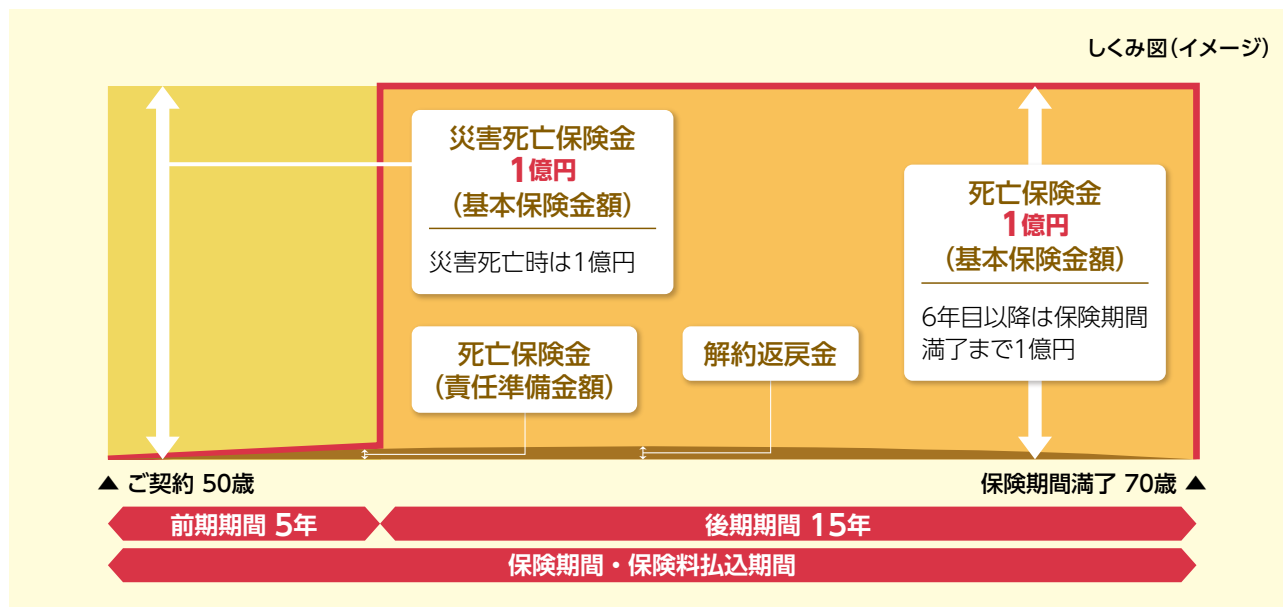 しくみ図(イメージ)
災害死亡保険金
1億円
(基本保険金額)
災害死亡時は1億円
死亡保険金
1億円
(基本保険金額)
6年目以降は保険期間
満了まで1億円
死亡保険金
(責任準備金額)
解約返戻金
▲ ご契約 50歳
保険期間満了 70歳 ▲
前期期間 5年
後期期間 15年
保険期間・保険料払込期間